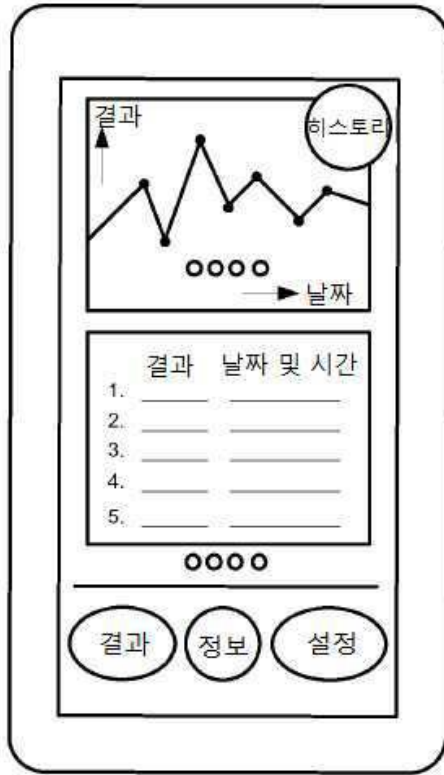 결과
히스토리
날짜
결과 날짜 및 시간
1.
2.
3.
4.
5.
결과 정보 설정